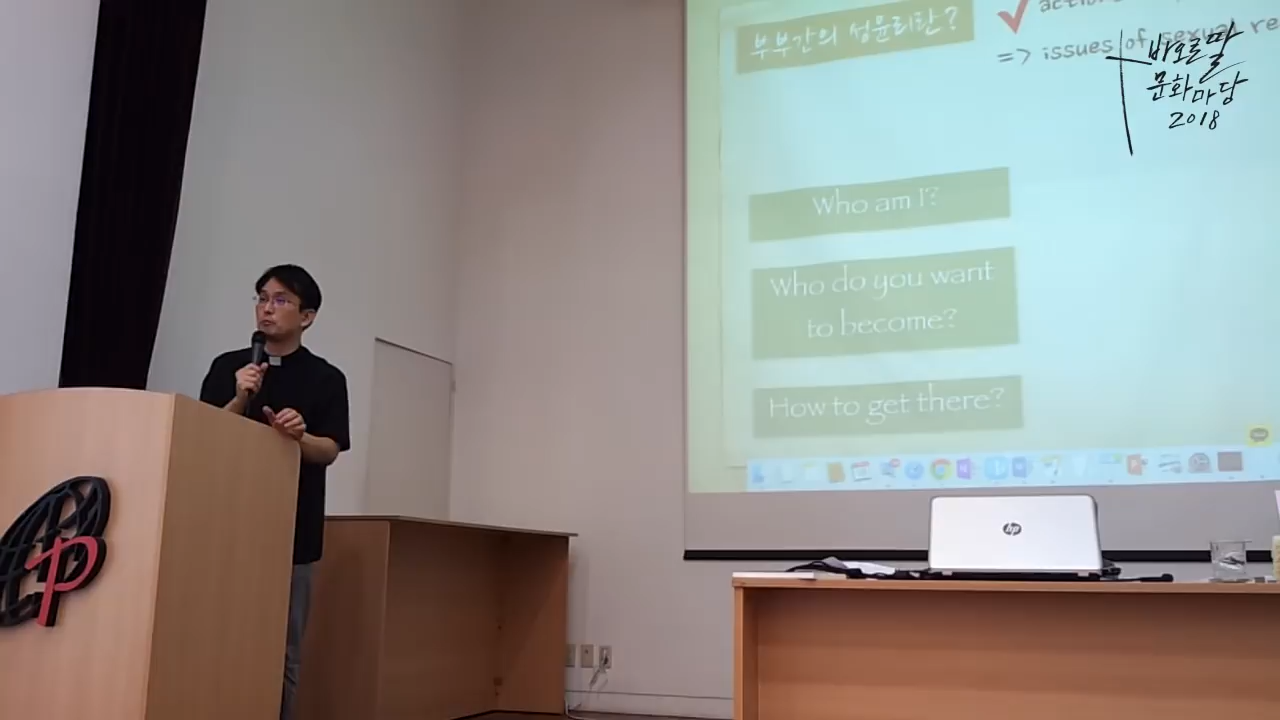 부부간의 성윤리란?
=> issues of sexual re
Who am I?
Who do you want
to become?
How to get there?
바오로딸
문화마당
2018
hp
P